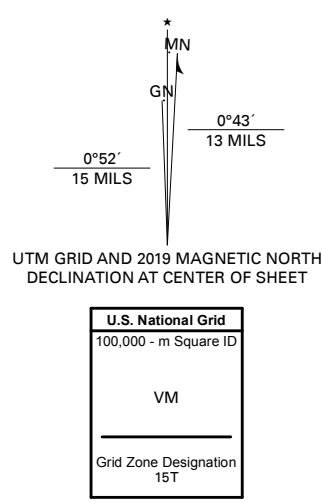 ★
MN
GN
0°43´
13 MILS
0°52´
15 MILS
UTM GRID AND 2019 MAGNETIC NORTH
DECLINATION AT CENTER OF SHEET
U.S. National Grid
100,000 - m Square ID
VM
Grid Zone Designation
15T